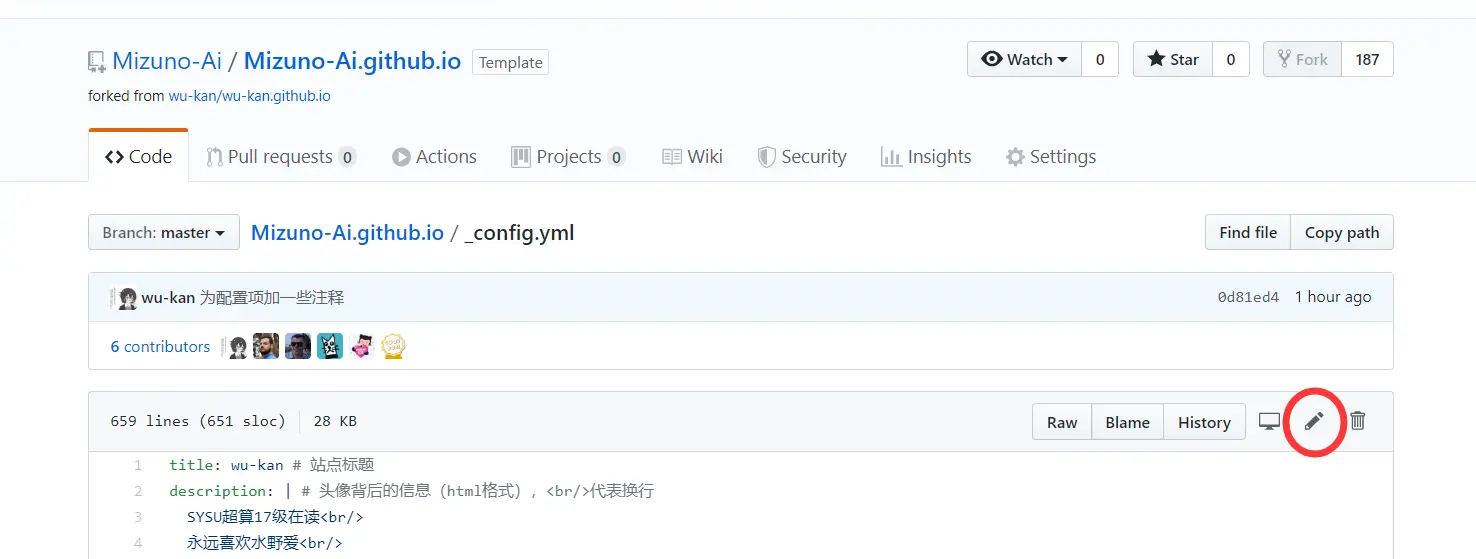 Mizuno-Ai / Mizuno-Ai.github.io Template Watch 0 Star 0 Fork 187
forked from wu-kan/wu-kan.github.io
Code Pull requests 0 Actions Projects 0 Wiki Security Insights Settings
Branch: master Mizuno-Ai.github.io / _config.yml Find file Copy path
wu-kan 为配置项加一些注释 0d81ed4 1 hour ago
6 contributors
659 lines (651 sloc) 28 KB Raw Blame History
1 title: wu-kan # 站点标题
2 description: | # 头像背后的信息（html格式）, <br/>代表换行
3 SYSU超算17级在读<br/>
4 永远喜欢水野爱<br/>